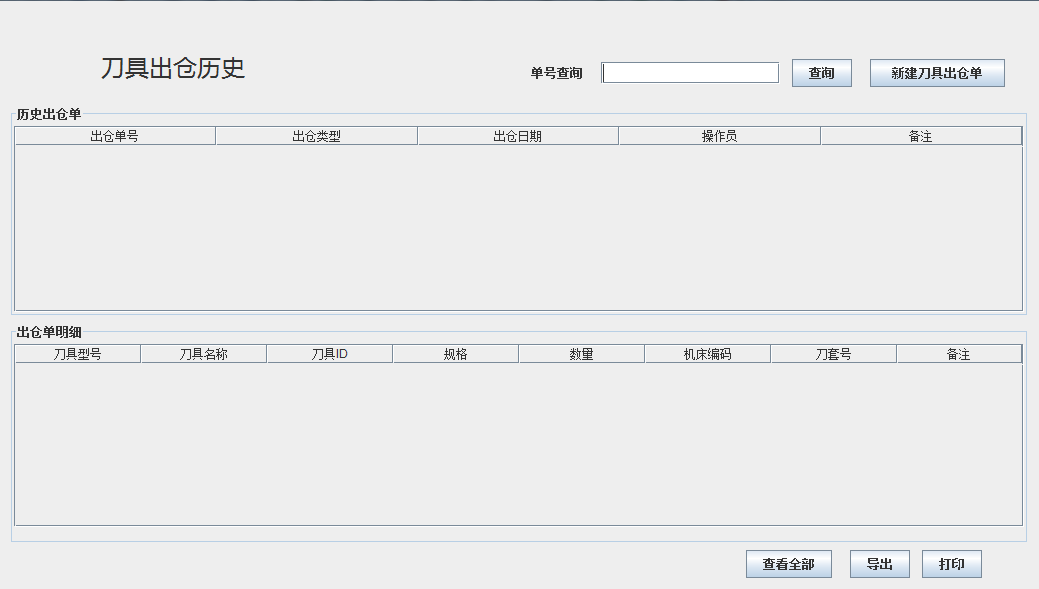 刀具出仓历史
单号查询 查询 新建刀具出仓单
历史出仓单
出仓单号 出仓类型 出仓日期 操作员 备注
出仓单明细
刀具型号 刀具名称 刀具ID 规格 数量 机床编码 刀套号 备注
查看全部 导出 打印